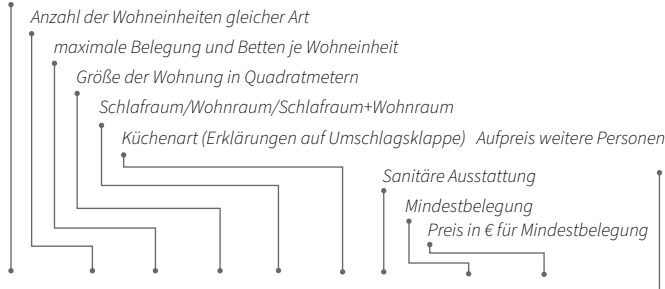 Anzahl der Wohneinheiten gleicher Art
maximale Belegung und Betten je Wohneinheit
Größe der Wohnung in Quadratmetern
Schlafraum/Wohnraum/Schlafraum+Wohnraum
Küchenart (Erklärungen auf Umschlagsklappe) Aufpreis weitere Personen
Sanitäre Ausstattung
Mindestbelegung
Preis in € für Mindestbelegung